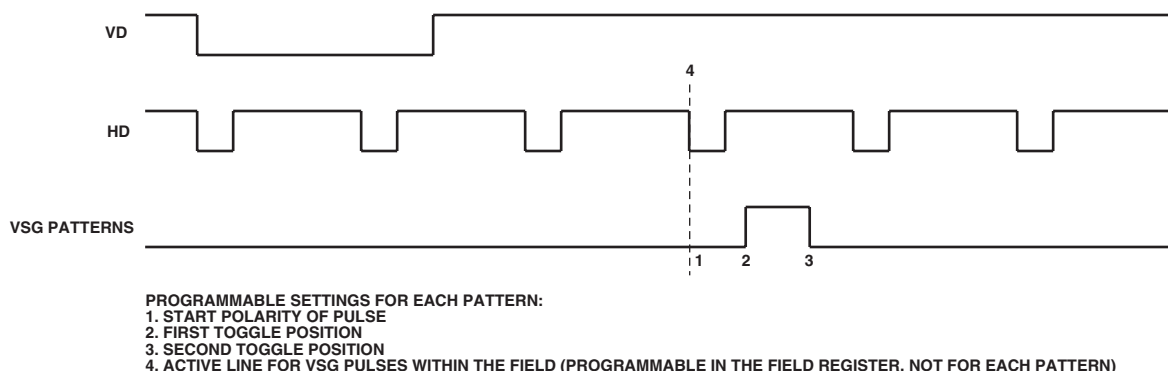 VD
4
HD
VSG PATTERNS
1 2 3
PROGRAMMABLE SETTINGS FOR EACH PATTERN:
1. START POLARITY OF PULSE
2. FIRST TOGGLE POSITION
3. SECOND TOGGLE POSITION
4. ACTIVE LINE FOR VSG PULSES WITHIN THE FIELD (PROGRAMMABLE IN THE FIELD REGISTER, NOT FOR EACH PATTERN)